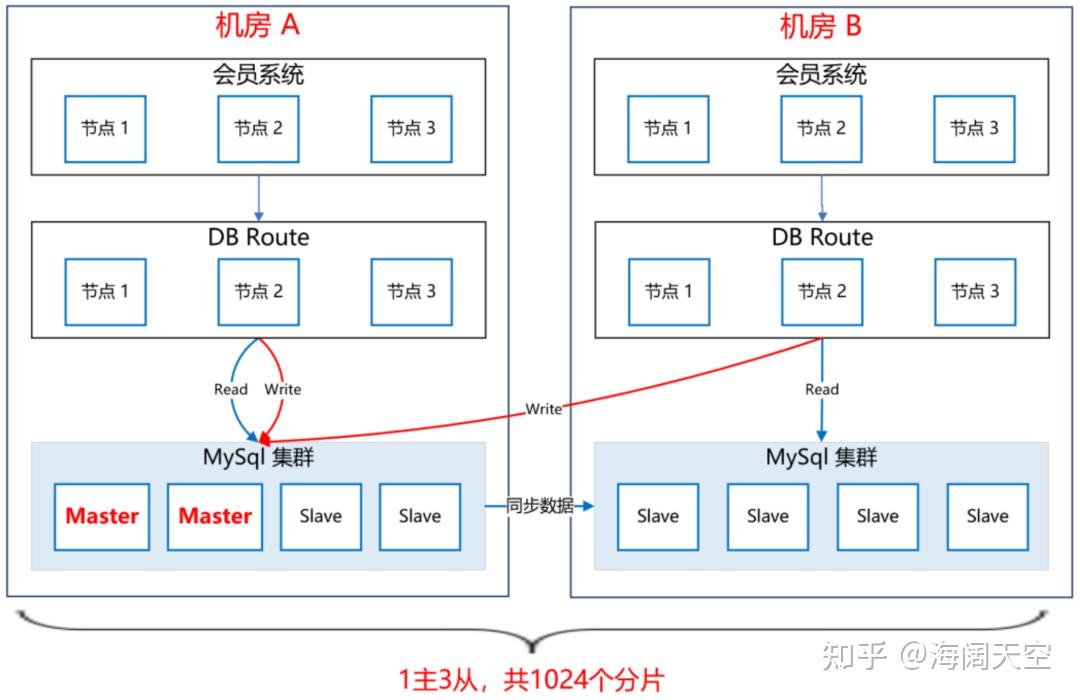 机房 A
机房 B
会员系统
会员系统
节点 1
节点 2
节点 3
节点 1
节点 2
节点 3
DB Route
DB Route
节点 1
节点 2
节点 3
节点 1
节点 2
节点 3
Read
Write
Write
Read
MySql 集群
MySql 集群
Master
Master
Slave
Slave
同步数据
Slave
Slave
Slave
Slave
1主3从，共1024个分片
知乎 @海阔天空